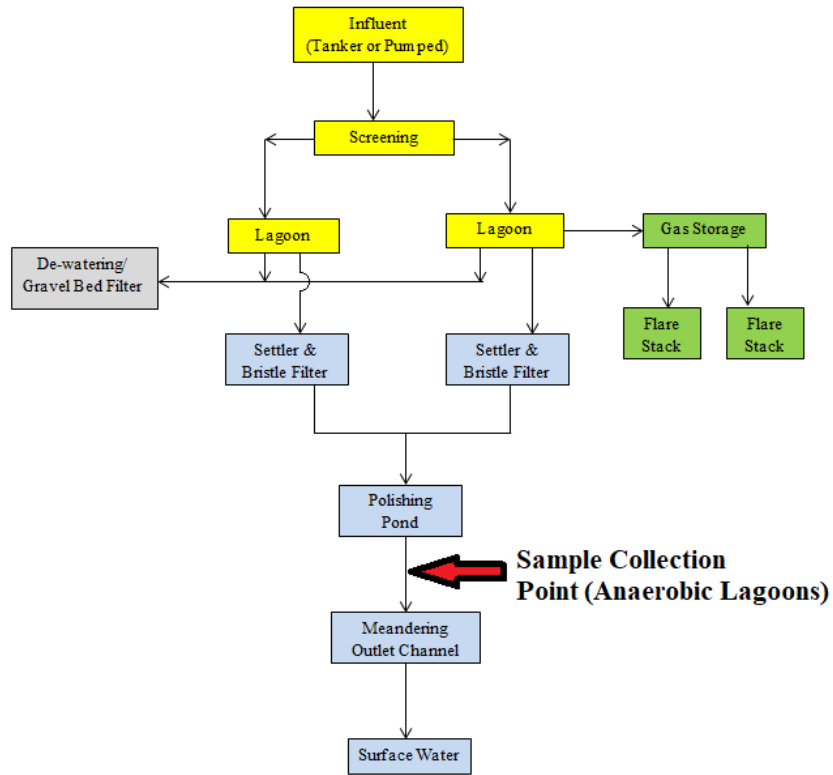 Influent
(Tanker or Pumped)
Screening
Lagoon
Lagoon
Gas Storage
De-watering/
Gravel Bed Filter
Flare
Stack
Flare
Stack
Settler &
Bristle Filter
Settler &
Bristle Filter
Polishing
Pond
Sample Collection
Point (Anaerobic Lagoons)
Meandering
Outlet Channel
Surface Water